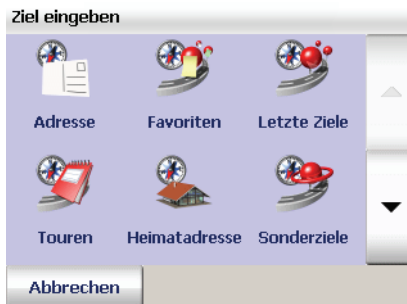 Ziel eingeben
Adresse Favoriten Letzte Ziele
Touren Heimatadresse Sonderziele
Abbrechen